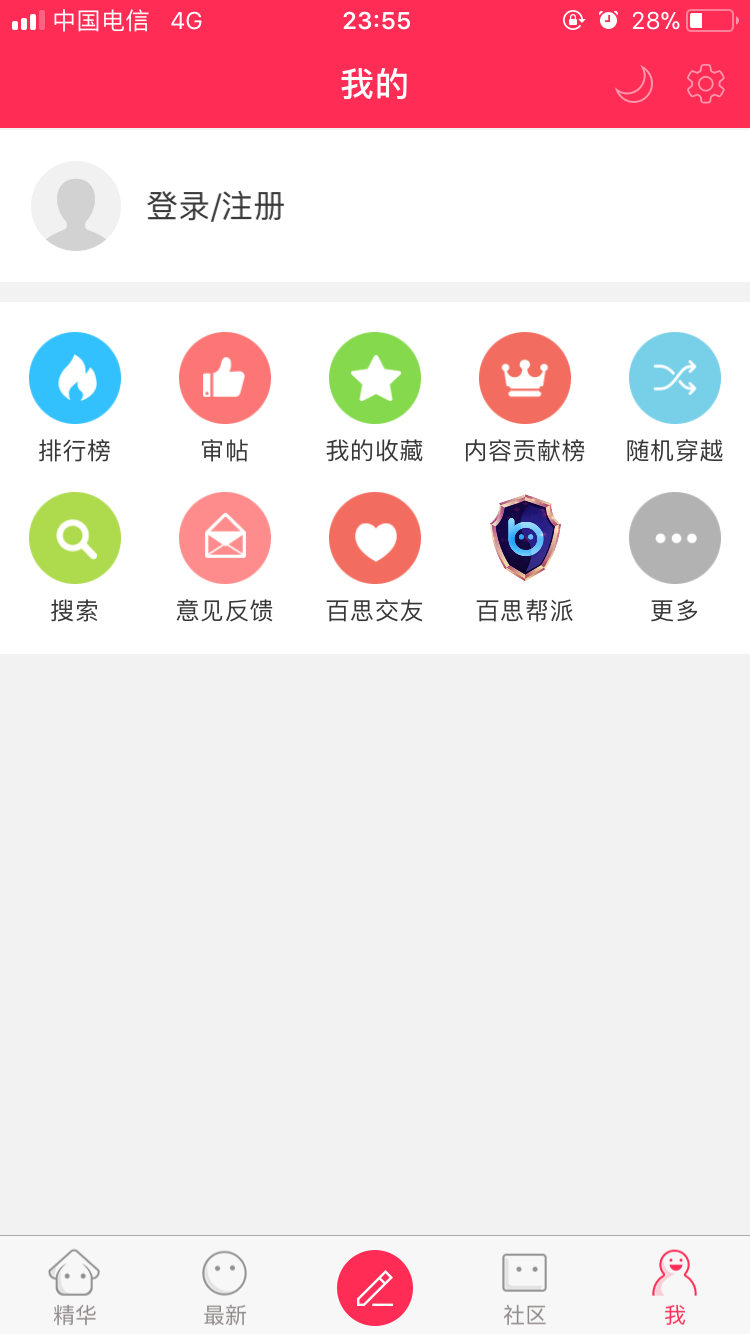 中国电信 4G 23:55 28%
我的
登录/注册
排行榜 审帖 我的收藏 内容贡献榜 随机穿越
搜索 意见反馈 百思交友 百思帮派 更多
精华 最新 社区 我